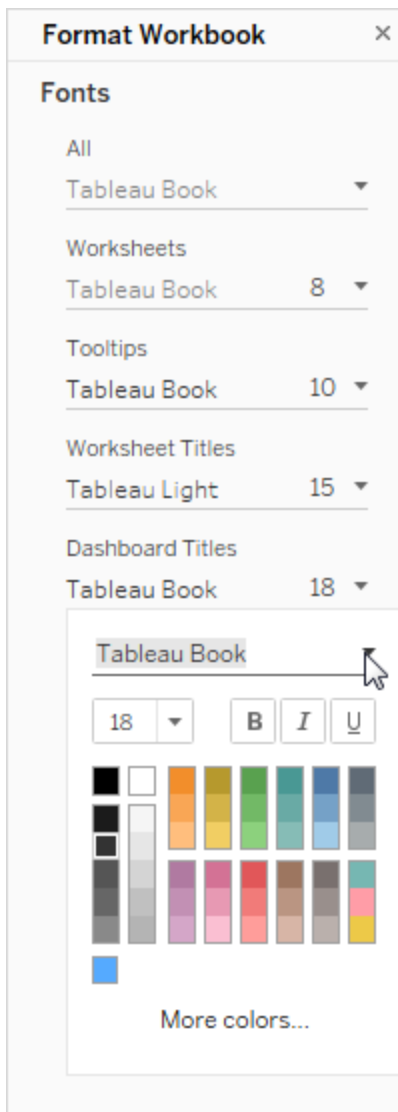 Format Workbook ×
Fonts
All
Tableau Book
Worksheets
Tableau Book 8
Tooltips
Tableau Book 10
Worksheet Titles
Tableau Light 15
Dashboard Titles
Tableau Book 18
Tableau Book
18 B I U
More colors...